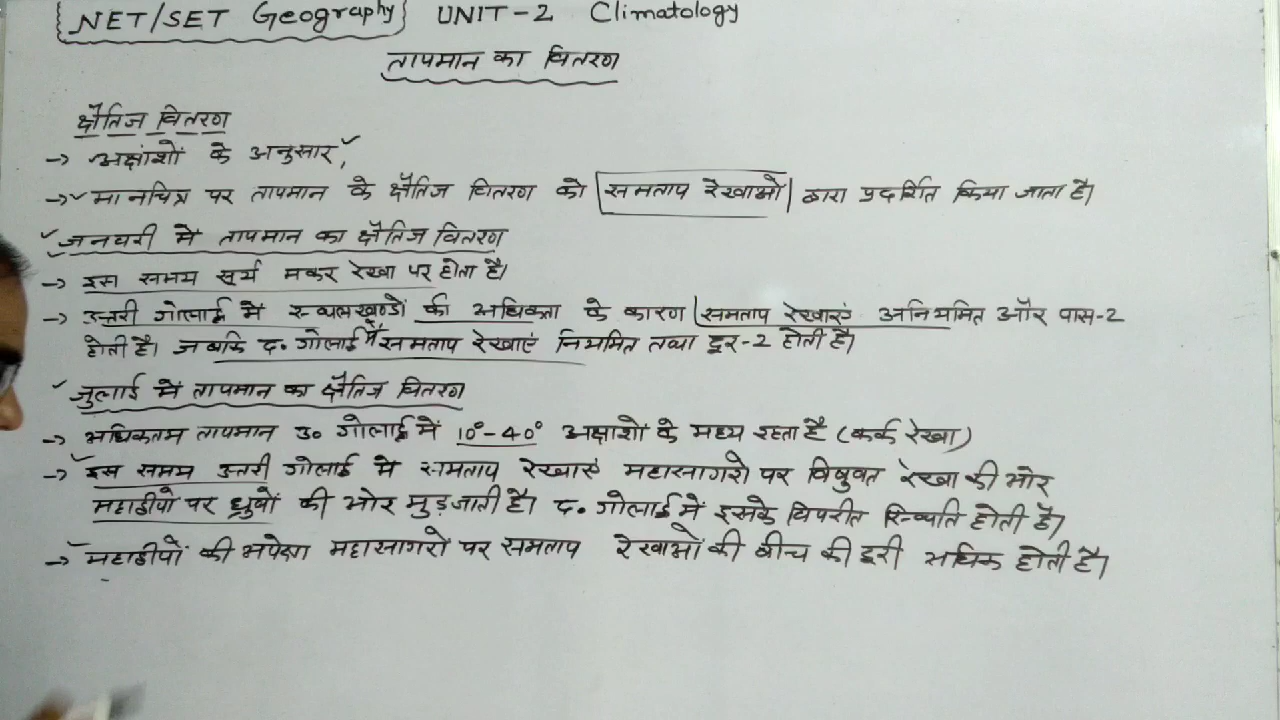 NET/SET Geography UNIT-2 Climatology
तापमान का वितरण
क्षैतिज वितरण
→ अक्षांशो के अनुसार,
→ मानचित्र पर तापमान के क्षैतिज वितरण को समताप रेखाओ द्वारा प्रदर्शित किया जाता है।
जनवरी में तापमान का क्षैतिज वितरण
→ इस समय सूर्य मकर रेखा पर होता है।
→ उत्तरी गोलार्द्ध में स्थलखण्डो की अधिकता के कारण समताप रेखाएं अनियमित और पास-2
होती है। जबकि द० गोलार्द्ध में समताप रेखाएं नियमित तथा दूर-2 होती है।
जुलाई में तापमान का क्षैतिज वितरण
→ अधिकतम तापमान उ० गोलार्द्ध में 10°-40° अक्षाशो के मध्य रहता है (कर्क रेखा)
→ इस समय उत्तरी गोलार्द्ध मे समताप रेखाएं महासागरो पर विषुवत रेखा की ओर
महाद्वीपो पर ध्रुवों की ओर मुड़ जाती है। द० गोलार्द्ध में इसके विपरीत स्थिति होती है।
→ महाद्वीपों की अपेक्षा महासागरो पर समताप रेखाओं की बीच की दूरी अधिक होती है।